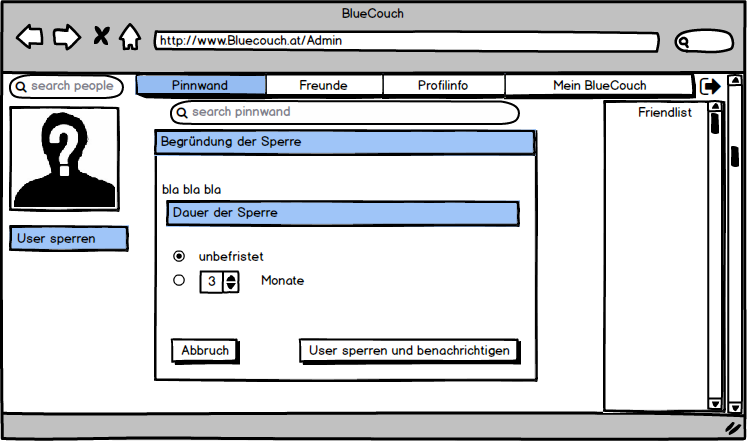 BlueCouch
http://www.Bluecouch.at/Admin
search people
Pinnwand
Freunde
Profilinfo
Mein BlueCouch
search pinnwand
Friendlist
Begründung der Sperre
bla bla bla
Dauer der Sperre
User sperren
unbefristet
3 Monate
Abbruch
User sperren und benachrichtigen